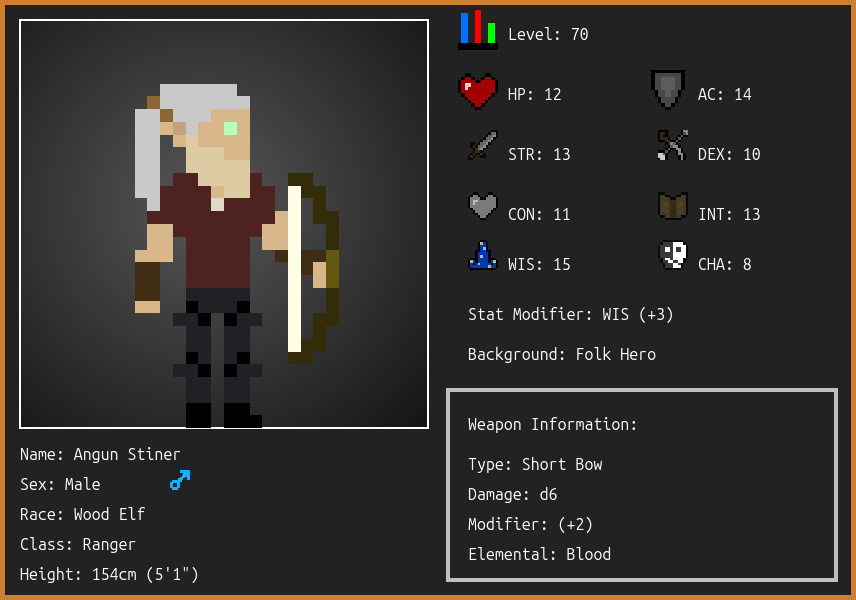 Level: 70
HP: 12
AC: 14
STR: 13
DEX: 10
CON: 11
INT: 13
WIS: 15
CHA: 8
Stat Modifier: WIS (+3)
Background: Folk Hero
Weapon Information:
Type: Short Bow
Damage: d6
Modifier: (+2)
Elemental: Blood
Name: Angun Stiner
Sex: Male
Race: Wood Elf
Class: Ranger
Height: 154cm (5'1")